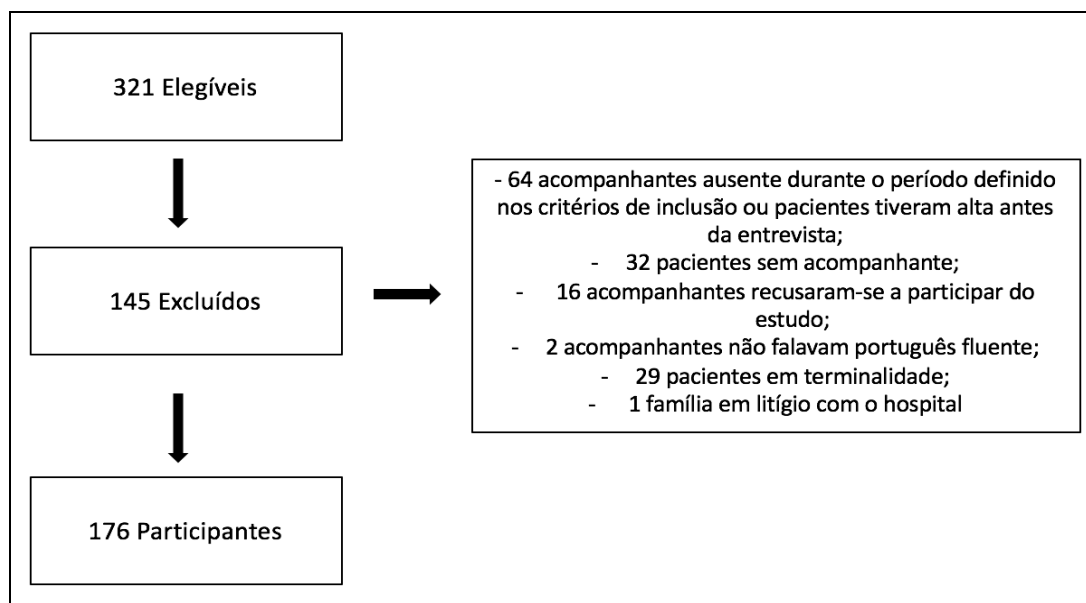 321 Elegíveis
- 64 acompanhantes ausente durante o período definido
nos critérios de inclusão ou pacientes tiveram alta antes
da entrevista;
- 32 pacientes sem acompanhante;
- 16 acompanhantes recusaram-se a participar do
estudo;
- 2 acompanhantes não falavam português fluente;
- 29 pacientes em terminalidade;
- 1 família em litígio com o hospital
145 Excluídos
176 Participantes